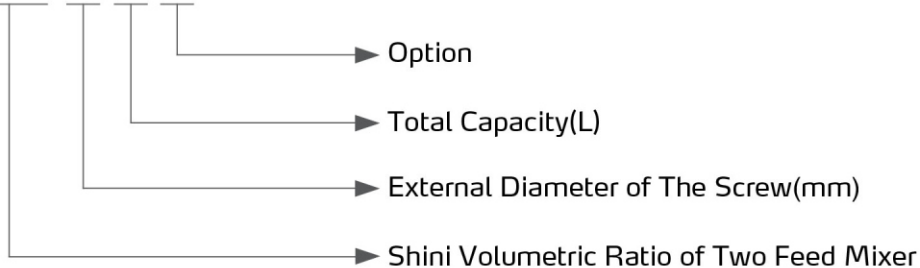 Option
Total Capacity(L)
External Diameter of The Screw(mm)
Shini Volumetric Ratio of Two Feed Mixer